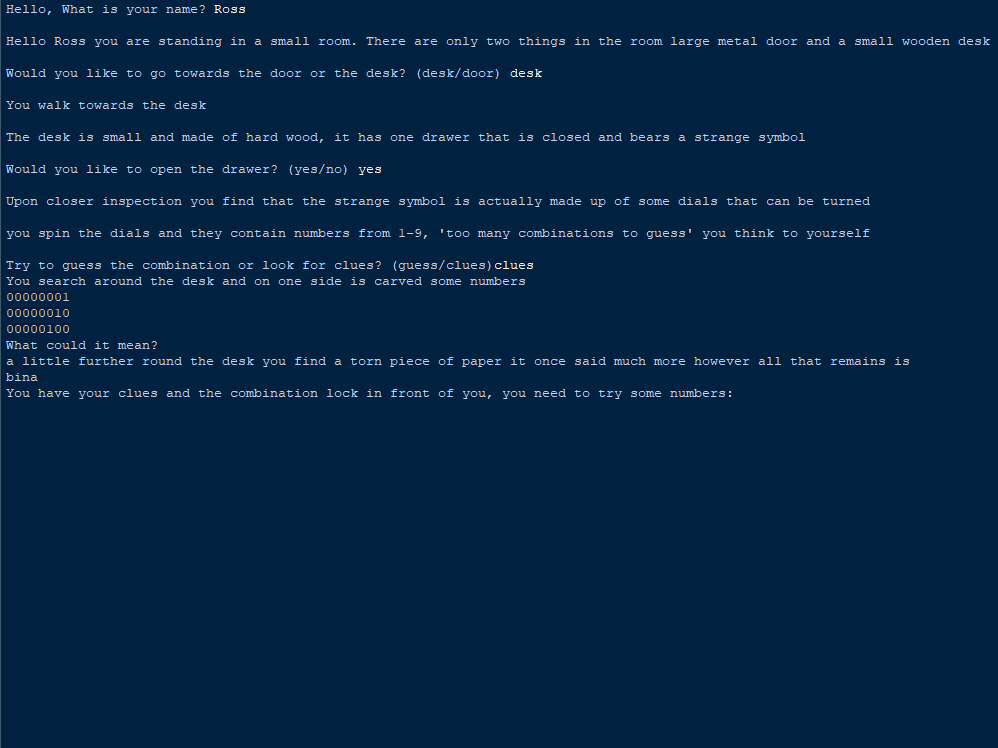 Hello, What is your name? Ross
Hello Ross you are standing in a small room. There are only two things in the room large metal door and a small wooden desk
Would you like to go towards the door or the desk? (desk/door) desk
You walk towards the desk
The desk is small and made of hard wood, it has one drawer that is closed and bears a strange symbol
Would you like to open the drawer? (yes/no) yes
Upon closer inspection you find that the strange symbol is actually made up of some dials that can be turned
you spin the dials and they contain numbers from 1-9, 'too many combinations to guess' you think to yourself
Try to guess the combination or look for clues? (guess/clues)clues
You search around the desk and on one side is carved some numbers
00000001
00000010
00000100
What could it mean?
a little further round the desk you find a torn piece of paper it once said much more however all that remains is
bina
You have your clues and the combination lock in front of you, you need to try some numbers: